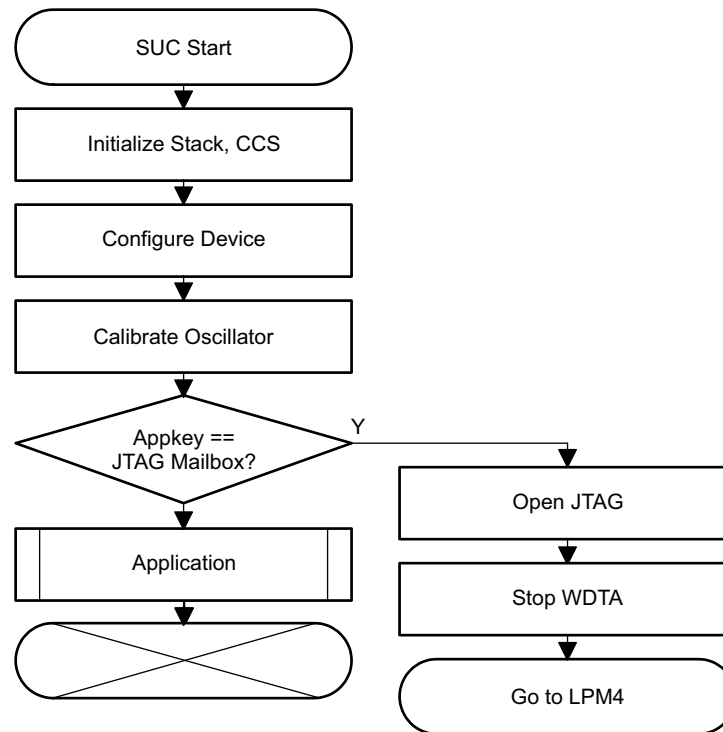 SUC Start
Initialize Stack, CCS
Configure Device
Calibrate Oscillator
Appkey ==
JTAG Mailbox?
Y
Open JTAG
Application
Stop WDTA
Go to LPM4